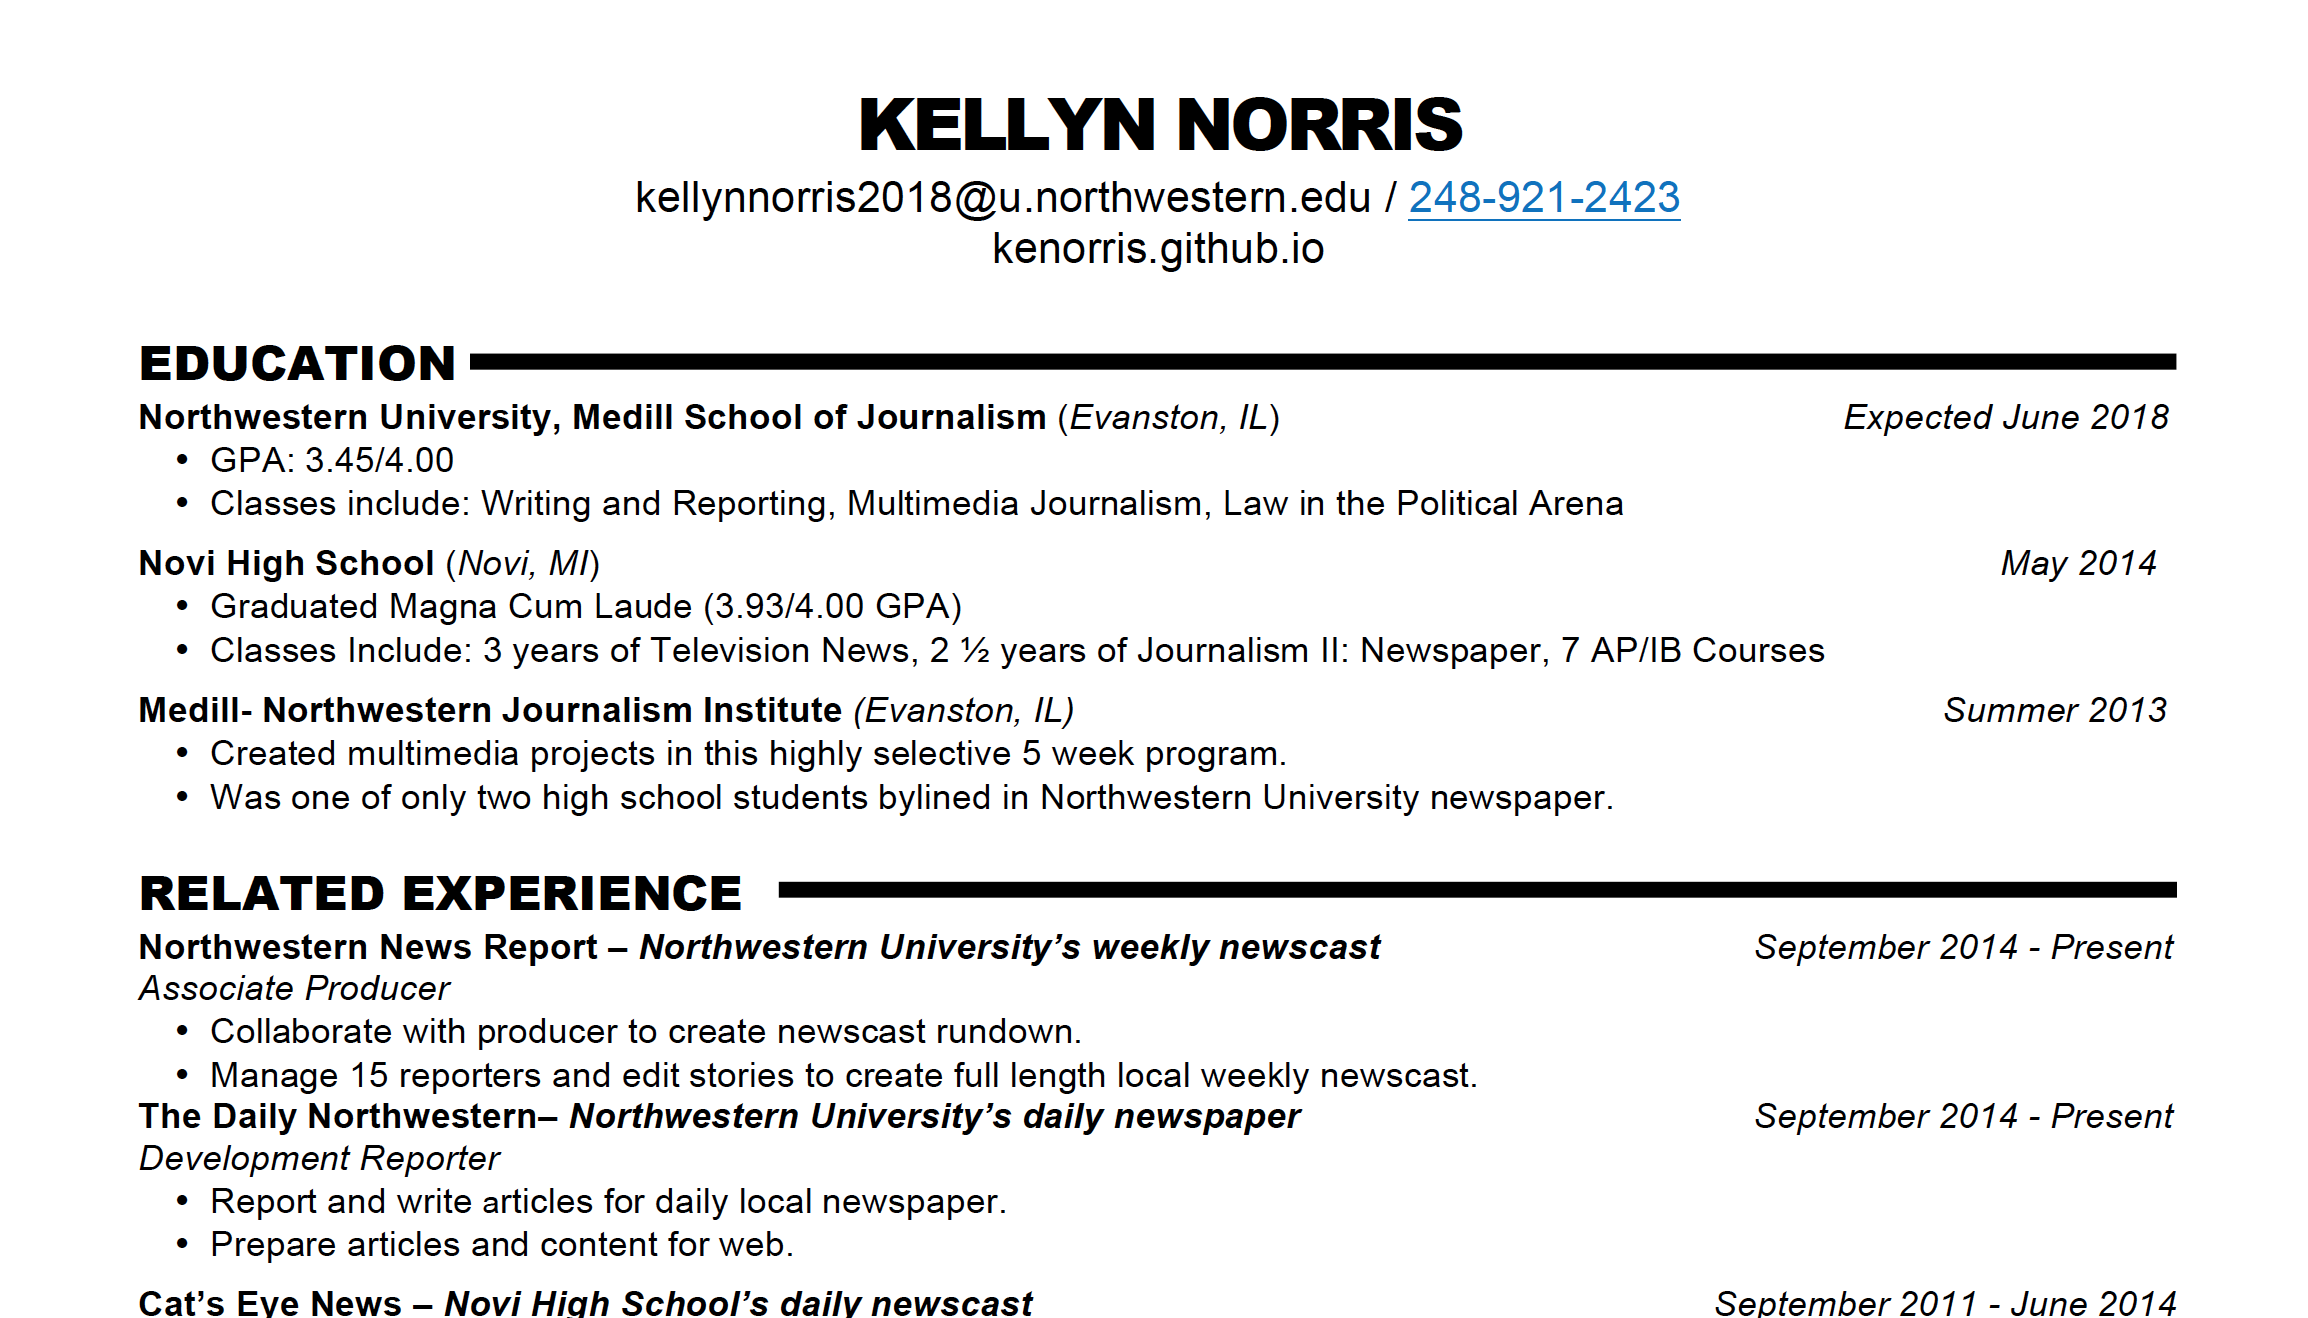 KELLYN NORRIS
kellynnorris2018@u.northwestern.edu / 248-921-2423
kenorris.github.io
EDUCATION
Northwestern University, Medill School of Journalism (Evanston, IL) Expected June 2018
• GPA: 3.45/4.00
• Classes include: Writing and Reporting, Multimedia Journalism, Law in the Political Arena
Novi High School (Novi, MI) May 2014
• Graduated Magna Cum Laude (3.93/4.00 GPA)
• Classes Include: 3 years of Television News, 2 ½ years of Journalism II: Newspaper, 7 AP/IB Courses
Medill- Northwestern Journalism Institute (Evanston, IL) Summer 2013
• Created multimedia projects in this highly selective 5 week program.
• Was one of only two high school students bylined in Northwestern University newspaper.
RELATED EXPERIENCE
Northwestern News Report – Northwestern University’s weekly newscast September 2014 - Present
Associate Producer
• Collaborate with producer to create newscast rundown.
• Manage 15 reporters and edit stories to create full length local weekly newscast.
The Daily Northwestern– Northwestern University’s daily newspaper September 2014 - Present
Development Reporter
• Report and write articles for daily local newspaper.
• Prepare articles and content for web.
Cat’s Eye News – Novi High School’s daily newscast September 2011 - June 2014